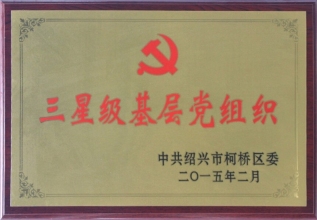 三星级基层党组织
中共绍兴市柯桥区委
二〇一五年二月